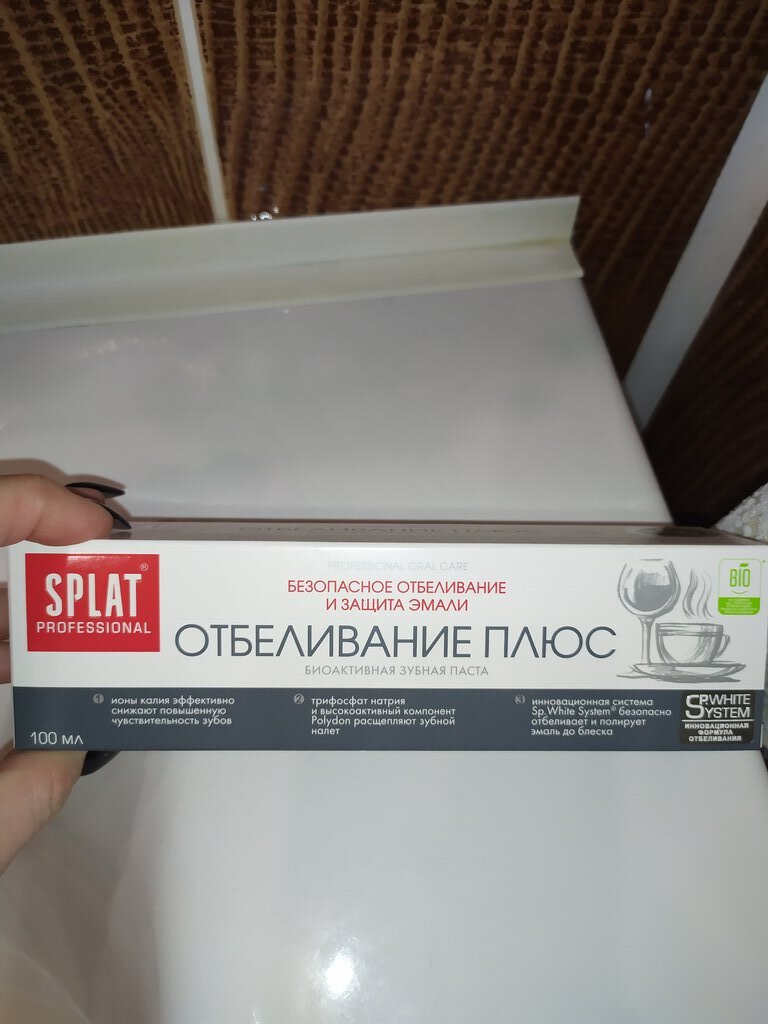 SPLAT®
PROFESSIONAL
PROFESSIONAL ORAL CARE
БЕЗОПАСНОЕ ОТБЕЛИВАНИЕ
И ЗАЩИТА ЭМАЛИ
ОТБЕЛИВАНИЕ ПЛЮС
БИОАКТИВНАЯ ЗУБНАЯ ПАСТА
BIO
1 ионы калия эффективно
снижают повышенную
чувствительность зубов
2 трифосфат натрия
и высокоактивный компонент
Polydon расщепляют зубной
налет
3 инновационная система
Sp.White System® безопасно
отбеливает и полирует
эмаль до блеска
SP.WHITE
SYSTEM
ИННОВАЦИОННАЯ
ФОРМУЛА
ОТБЕЛИВАНИЯ
100 МЛ